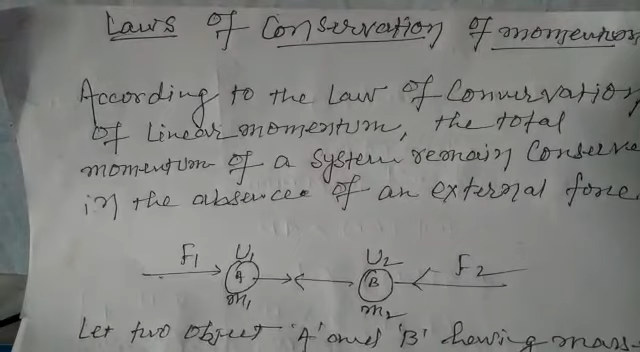 Laws of Conservation of momentum
According to the Law of Conservation
of Linear momentum, the total
momentum of a system remain Conserve
in the absence of an external force.
F1 U1 U2 F2
A B
m1 m2
Let two object 'A' and 'B' having mass-